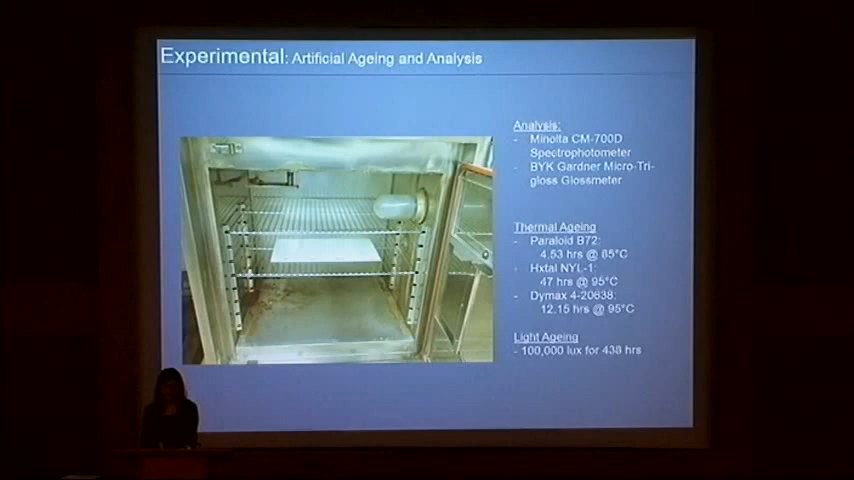 Experimental: Artificial Ageing and Analysis
Analysis:
- Minolta CM-700D
Spectrophotometer
- BYK Gardner Micro-Tri-
gloss Glossmeter
Thermal Ageing
- Paraloid B72:
4.53 hrs @ 85°C
- Hxtal NYL-1:
47 hrs @ 95°C
- Dymax 4-20638:
12.15 hrs @ 95°C
Light Ageing
- 100,000 lux for 438 hrs